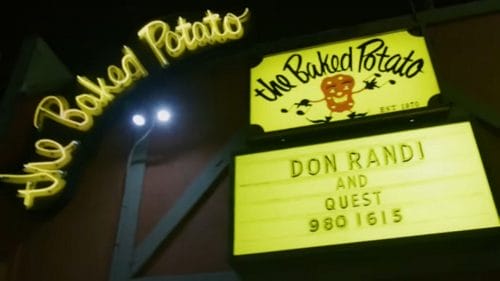 the Baked Potato
the Baked Potato
EST 1970
DON RANDI
AND
QUEST
980 1615